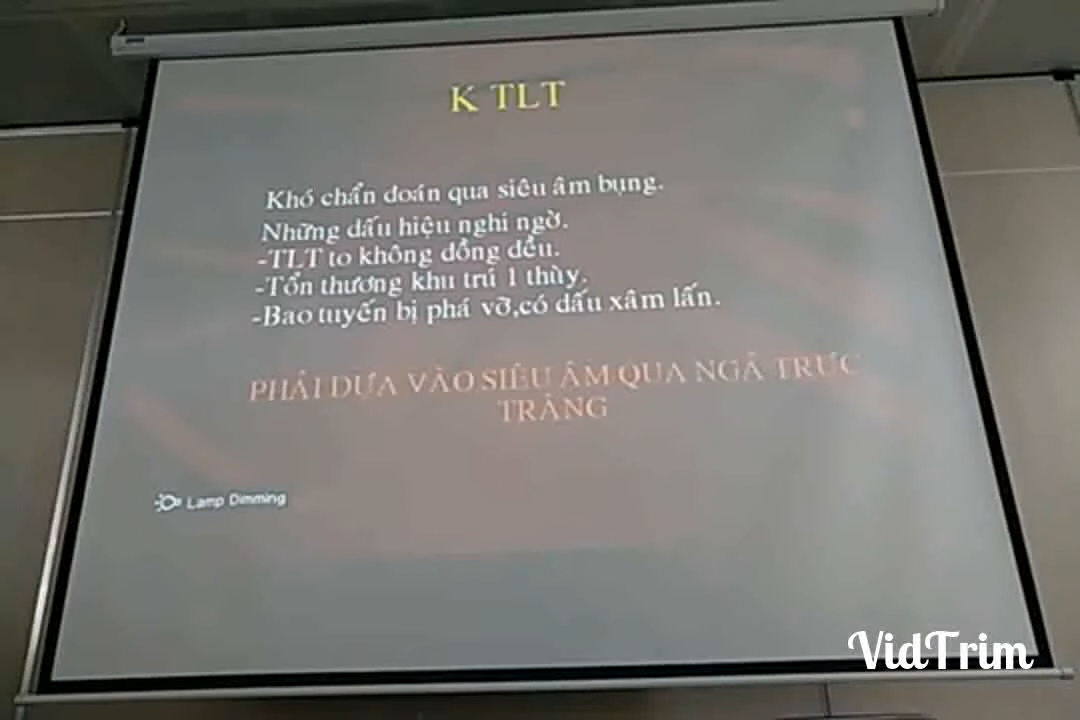 K TLT
Khó chẩn đoán qua siêu âm bụng.
Những dấu hiệu nghi ngờ.
-TLT to không đồng đều.
-Tổn thương khu trú 1 thùy.
-Bao tuyến bị phá vỡ,có dấu xâm lấn.
PHẢI DỰA VÀO SIÊU ÂM QUA NGẢ TRỰC
TRÀNG
Lamp Dimming
VidTrim